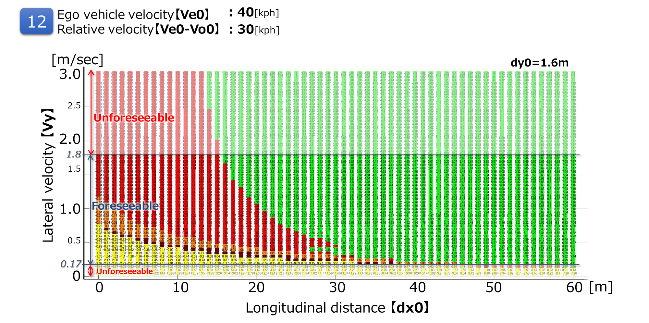 12
Ego vehicle velocity【Ve0】 : 40[kph]
Relative velocity【Ve0-Vo0】 : 30[kph]
[m/sec]
dy0=1.6m
3.0
2.5
Unforeseeable
2.0
1.8
1.5
Foreseeable
1.0
0.5
0.17
Unforeseeable
0
Lateral velocity【Vy】
0 10 20 30 40 50 60 [m]
Longitudinal distance【dx0】